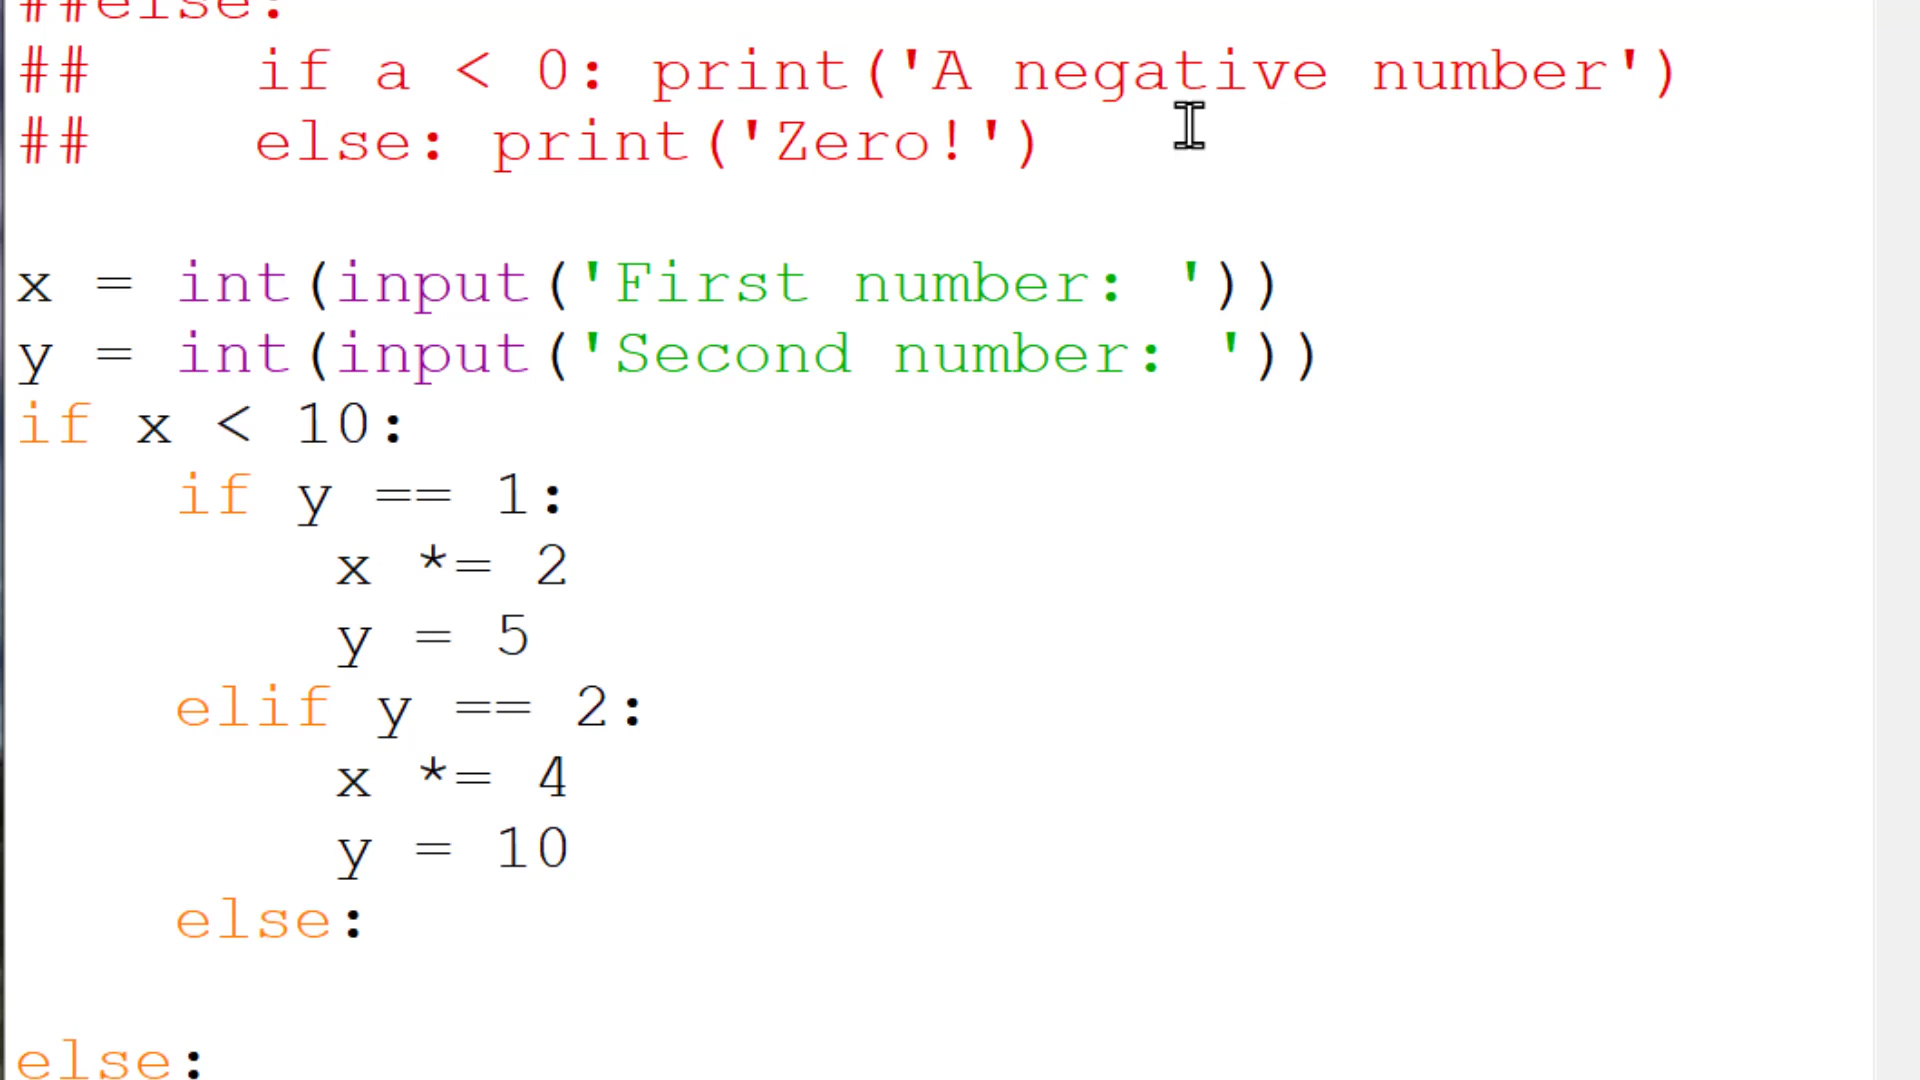 ##else:
##    if a < 0: print('A negative number')
##    else: print('Zero!')

x = int(input('First number: '))
y = int(input('Second number: '))
if x < 10:
    if y == 1:
        x *= 2
        y = 5
    elif y == 2:
        x *= 4
        y = 10
    else:

else: